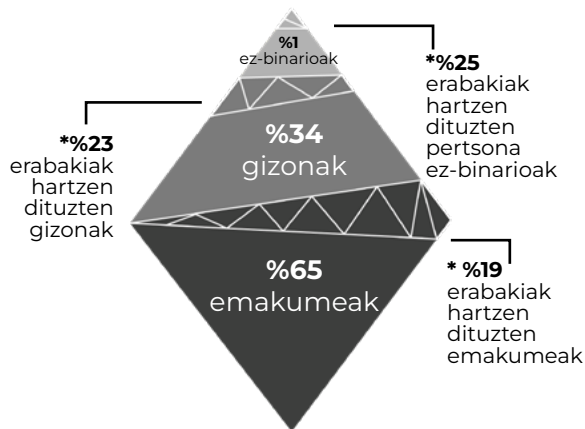 %1
ez-binarioak
*%25
erabakiak
hartzen
dituzten
pertsona
ez-binarioak
%34
gizonak
*%23
erabakiak
hartzen
dituzten
gizonak
%65
emakumeak
* %19
erabakiak
hartzen
dituzten
emakumeak